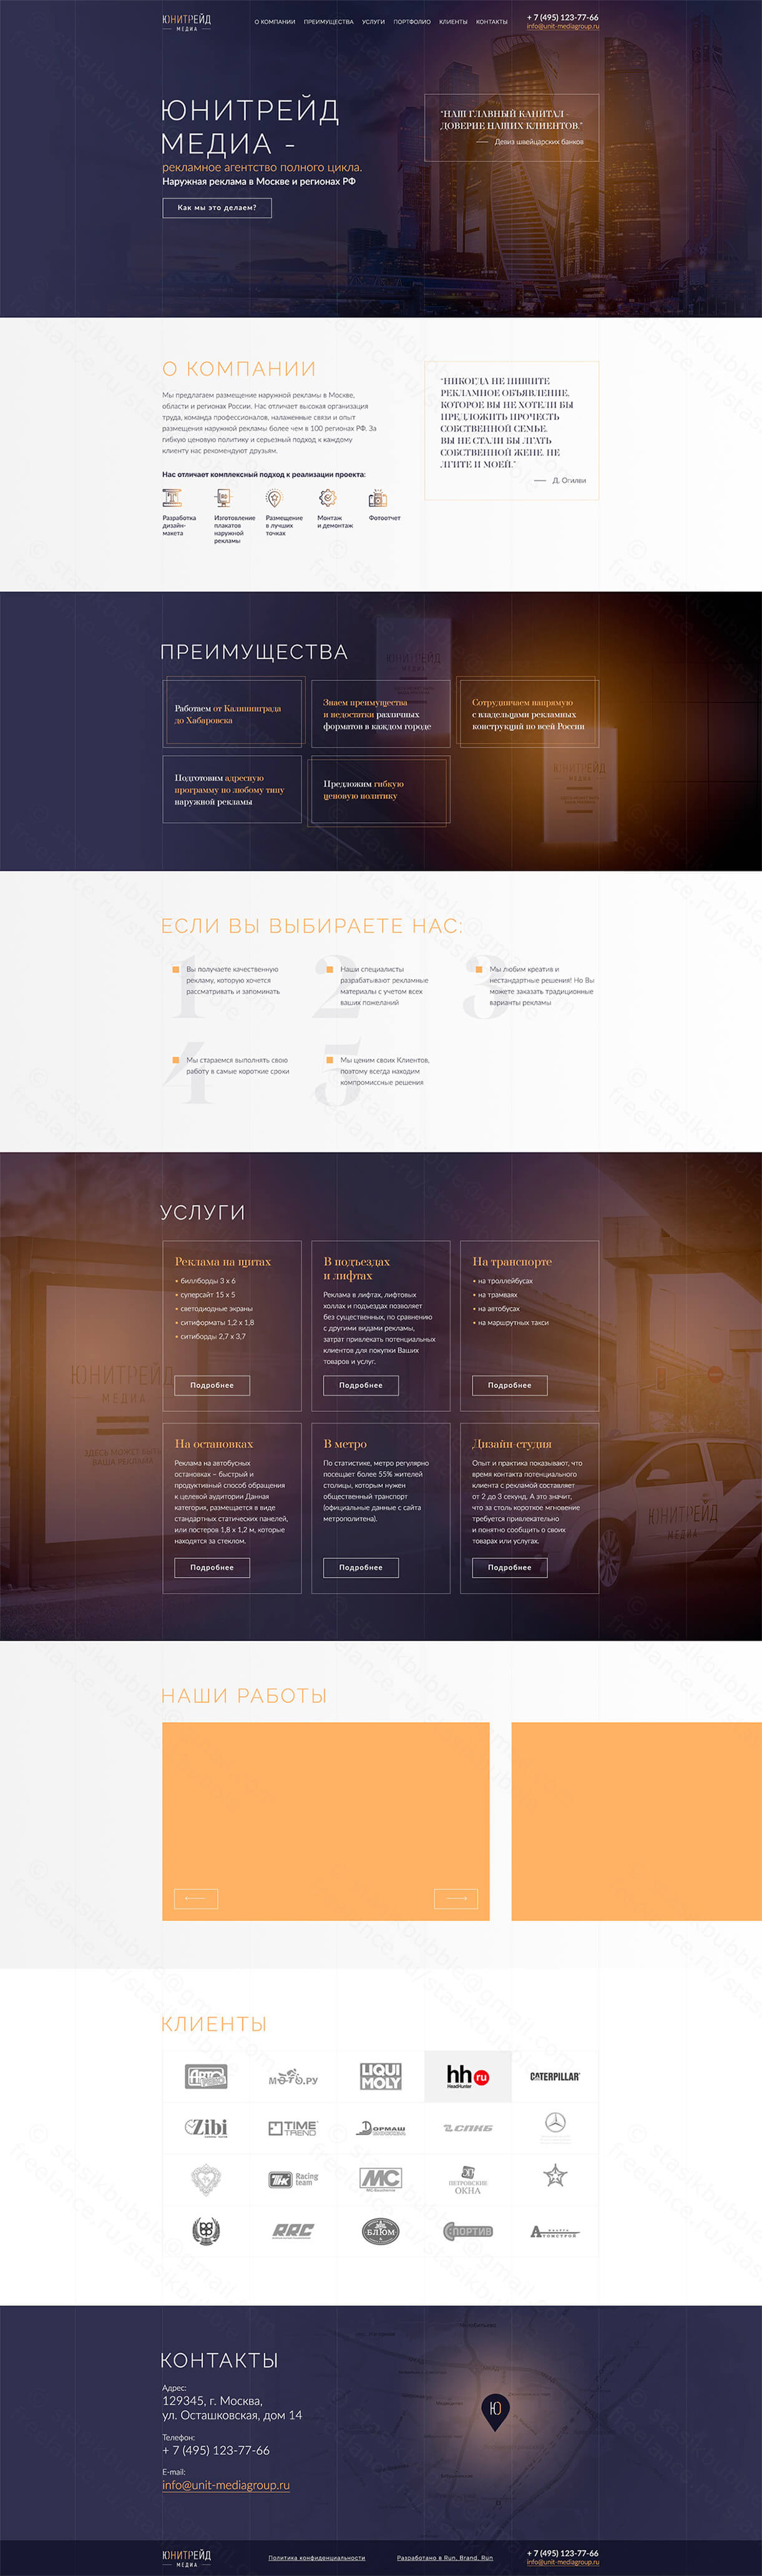 ЮНИТРЕЙД
МЕДИА
О КОМПАНИИ ПРЕИМУЩЕСТВА УСЛУГИ ПОРТФОЛИО КЛИЕНТЫ КОНТАКТЫ
+ 7 (495) 123-77-66
info@unit-mediagroup.ru
ЮНИТРЕЙД
МЕДИА -
рекламное агентство полного цикла.
Наружная реклама в Москве и регионах РФ
Как мы это делаем?
"НАШ ГЛАВНЫЙ КАПИТАЛ -
ДОВЕРИЕ НАШИХ КЛИЕНТОВ."
Девиз швейцарских банков
О КОМПАНИИ
Мы предлагаем размещение наружной рекламы в Москве,
области и регионах России. Нас отличает высокая организация
труда, команда профессионалов, налаженные связи и опыт
размещения наружной рекламы более чем в 100 регионах РФ. За
гибкую ценовую политику и серьезный подход к каждому
клиенту нас рекомендуют друзьям.
Нас отличает комплексный подход к реализации проекта:
Разработка
дизайн-
макета
Изготовление
плакатов
наружной
рекламы
Размещение
в лучших
точках
Монтаж
и демонтаж
Фотоотчет
"НИКОГДА НЕ ПИШИТЕ
РЕКЛАМНОЕ ОБЪЯВЛЕНИЕ,
КОТОРОЕ ВЫ НЕ ХОТЕЛИ БЫ
ПРЕДЛОЖИТЬ ПРОЧЕСТЬ
СОБСТВЕННОЙ СЕМЬЕ.
ВЫ НЕ СТАЛИ БЫ ЛГАТЬ
СОБСТВЕННОЙ ЖЕНЕ. НЕ
ЛГИТЕ И МОЕЙ."
Д. Огилви
ПРЕИМУЩЕСТВА
ЮНИТРЕЙД
МЕДИА
Работаем от Калининграда
до Хабаровска
Знаем преимущества
и недостатки различных
форматов в каждом городе
Сотрудничаем напрямую
с владельцами рекламных
конструкций по всей России
Подготовим адресную
программу по любому типу
наружной рекламы
Предложим гибкую
ценовую политику
ЮНИТРЕЙД
МЕДИА
ЕСЛИ ВЫ ВЫБИРАЕТЕ НАС:
1
Вы получаете качественную
рекламу, которую хочется
рассматривать и запоминать
2
Наши специалисты
разрабатывают рекламные
материалы с учетом всех
ваших пожеланий
3
Мы любим креатив и
нестандартные решения! Но Вы
можете заказать традиционные
варианты рекламы
4
Мы стараемся выполнять свою
работу в самые короткие сроки
5
Мы ценим своих Клиентов,
поэтому всегда находим
компромиссные решения
УСЛУГИ
Реклама на щитах
биллборды 3 х 6
суперсайт 15 х 5
светодиодные экраны
ситиформаты 1,2 х 1,8
ситиборды 2,7 х 3,7
Подробнее
В подъездах
и лифтах
Реклама в лифтах, лифтовых
холлах и подъездах позволяет
без существенных, по сравнению
с другими видами рекламы,
затрат привлекать потенциальных
клиентов для покупки Ваших
товаров и услуг.
Подробнее
На транспорте
на троллейбусах
на трамваях
на автобусах
на маршрутных такси
Подробнее
ЮНИТРЕЙД
МЕДИА
ЗДЕСЬ МОЖЕТ БЫТЬ
ВАША РЕКЛАМА
На остановках
Реклама на автобусных
остановках – быстрый и
продуктивный способ обращения
к целевой аудитории Данная
категория, размещается в виде
стандартных статических панелей,
или постеров 1,8 х 1,2 м, которые
находятся за стеклом.
Подробнее
В метро
По статистике, метро регулярно
посещает более 55% жителей
столицы, которым нужен
общественный транспорт
(официальные данные с сайта
метрополитена).
Подробнее
Дизайн-студия
Опыт и практика показывают, что
время контакта потенциального
клиента с рекламой составляет
от 2 до 3 секунд. А это значит,
что за столь короткое мгновение
требуется привлекательно
и понятно сообщить о своих
товарах или услугах.
Подробнее
ЮНИТРЕЙД
МЕДИА
НАШИ РАБОТЫ
КЛИЕНТЫ
МОТО.РУ
LIQUI
MOLY
hh ru
HeadHunter
CATERPILLAR
Zibi
TIME
TREND
ДОРМАШ
СПКБ
ТНК Racing
team
МС
ПЕТРОВСКИЕ
ОКНА
RRC
БЛЮМ
СПОРТИВ
АТОМСТРОЙ
КОНТАКТЫ
Адрес:
129345, г. Москва,
ул. Осташковская, дом 14
Телефон:
+ 7 (495) 123-77-66
E-mail:
info@unit-mediagroup.ru
Ю
ЮНИТРЕЙД
МЕДИА
Политика конфиденциальности
Разработано в Run, Brand, Run
+ 7 (495) 123-77-66
info@unit-mediagroup.ru